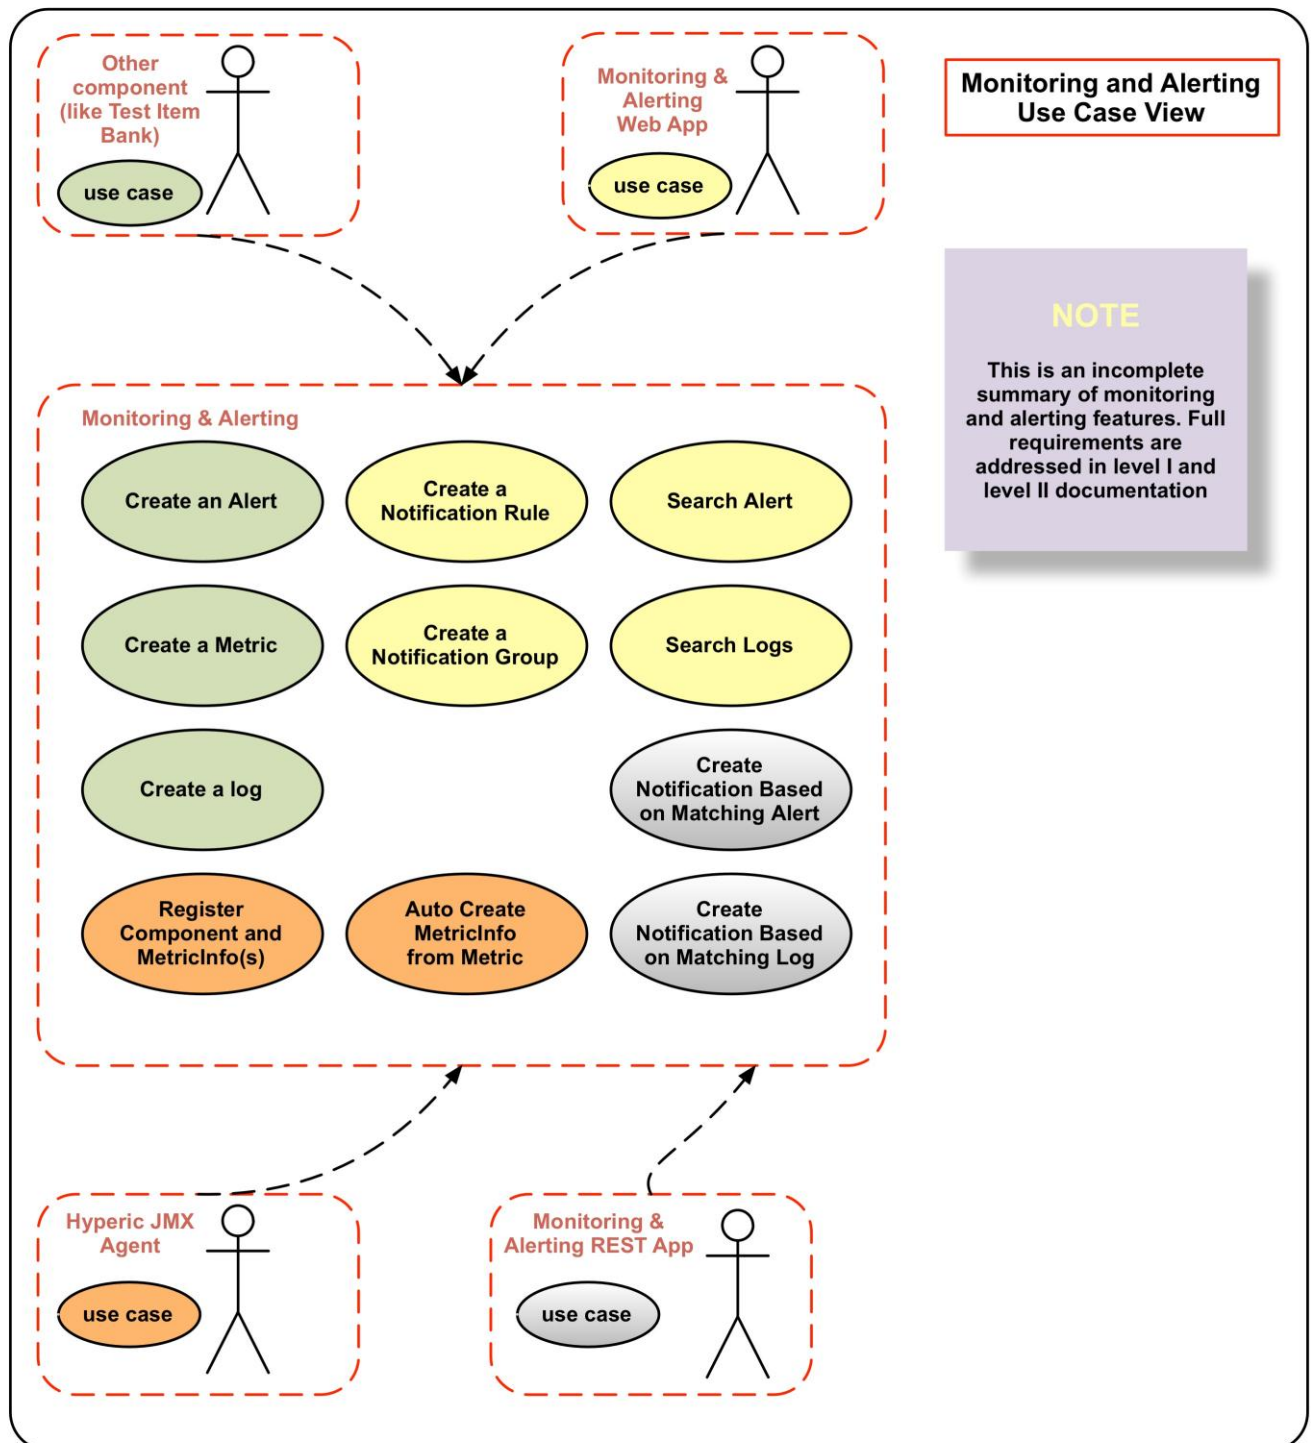 Other
component
(like Test Item
Bank)
use case
Monitoring &
Alerting
Web App
use case
Monitoring and Alerting
Use Case View
NOTE
This is an incomplete
summary of monitoring
and alerting features. Full
requirements are
addressed in level I and
level II documentation
Monitoring & Alerting
Create an Alert
Create a
Notification Rule
Search Alert
Create a Metric
Create a
Notification Group
Search Logs
Create a log
Create
Notification Based
on Matching Alert
Register
Component and
MetricInfo(s)
Auto Create
MetricInfo
from Metric
Create
Notification Based
on Matching Log
Hyperic JMX
Agent
use case
Monitoring &
Alerting REST App
use case